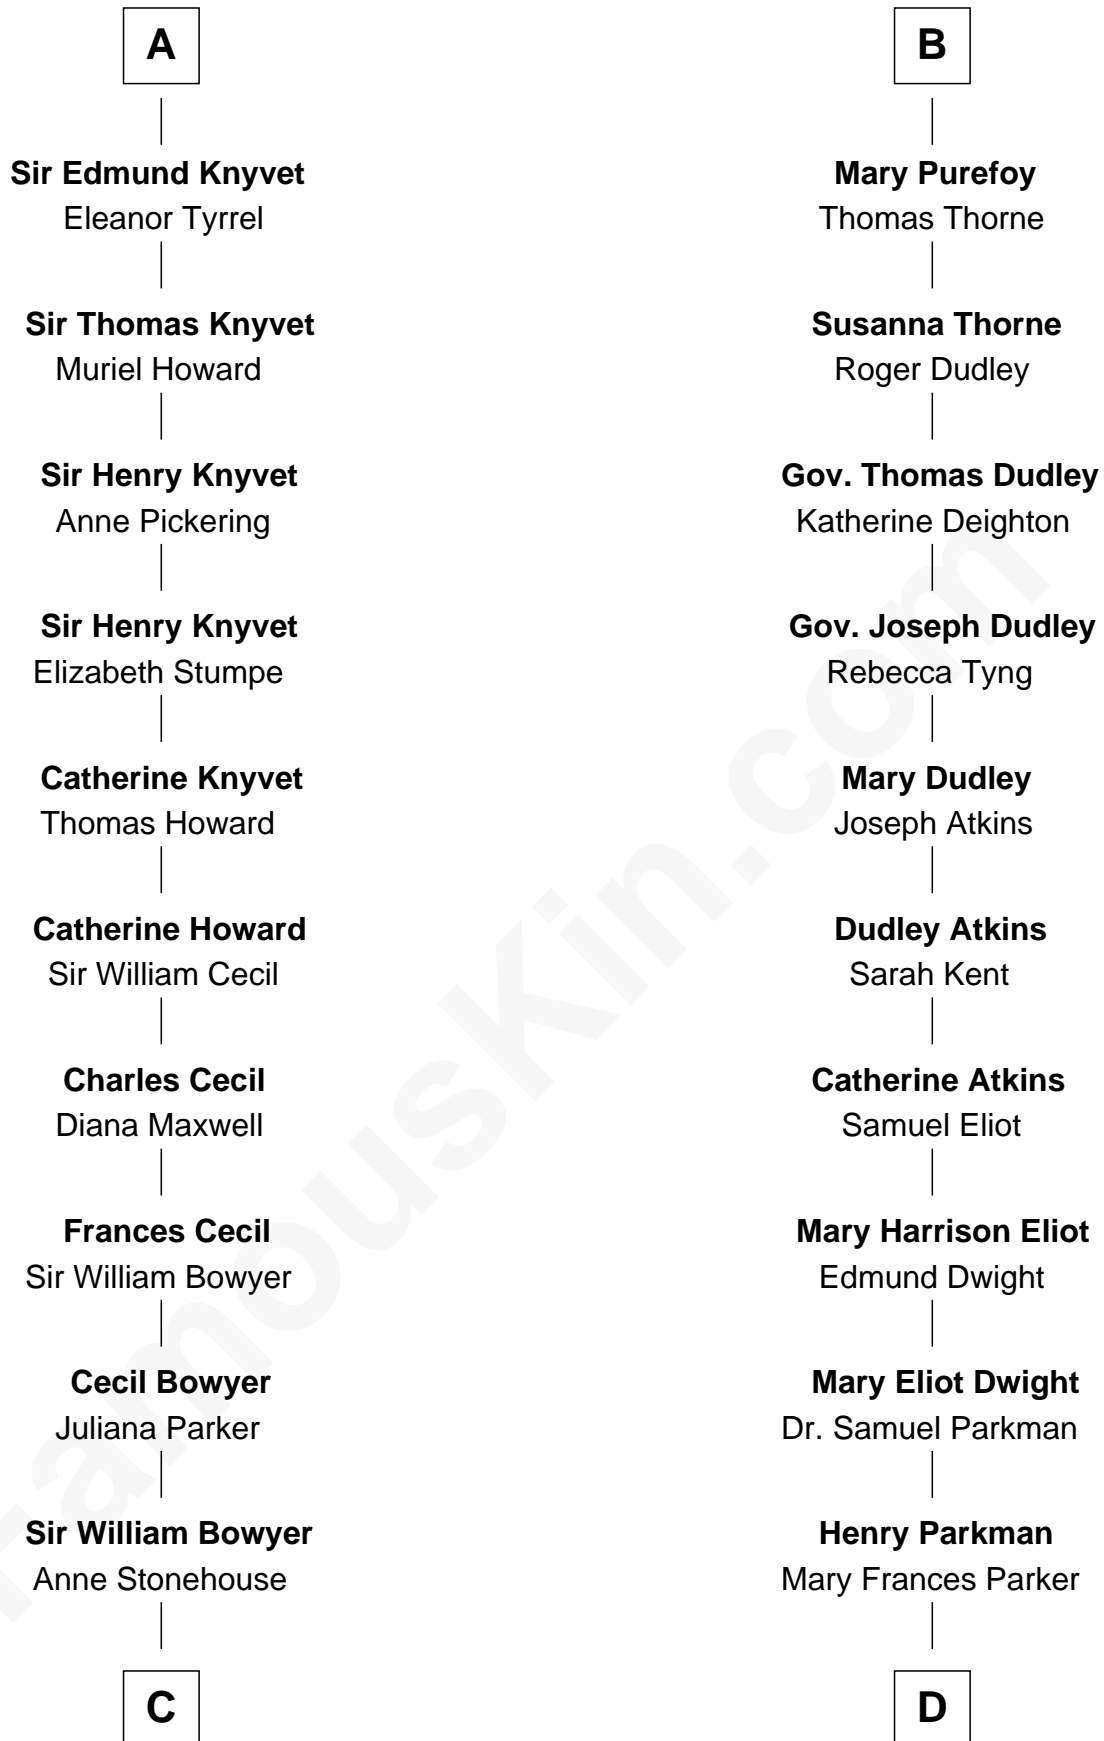 A
Sir Edmund Knyvet
Eleanor Tyrrel
Sir Thomas Knyvet
Muriel Howard
Sir Henry Knyvet
Anne Pickering
Sir Henry Knyvet
Elizabeth Stumpe
Catherine Knyvet
Thomas Howard
Catherine Howard
Sir William Cecil
Charles Cecil
Diana Maxwell
Frances Cecil
Sir William Bowyer
Cecil Bowyer
Juliana Parker
Sir William Bowyer
Anne Stonehouse
C
B
Mary Purefoy
Thomas Thorne
Susanna Thorne
Roger Dudley
Gov. Thomas Dudley
Katherine Deighton
Gov. Joseph Dudley
Rebecca Tyng
Mary Dudley
Joseph Atkins
Dudley Atkins
Sarah Kent
Catherine Atkins
Samuel Eliot
Mary Harrison Eliot
Edmund Dwight
Mary Eliot Dwight
Dr. Samuel Parkman
Henry Parkman
Mary Frances Parker
D
FamousKin.com